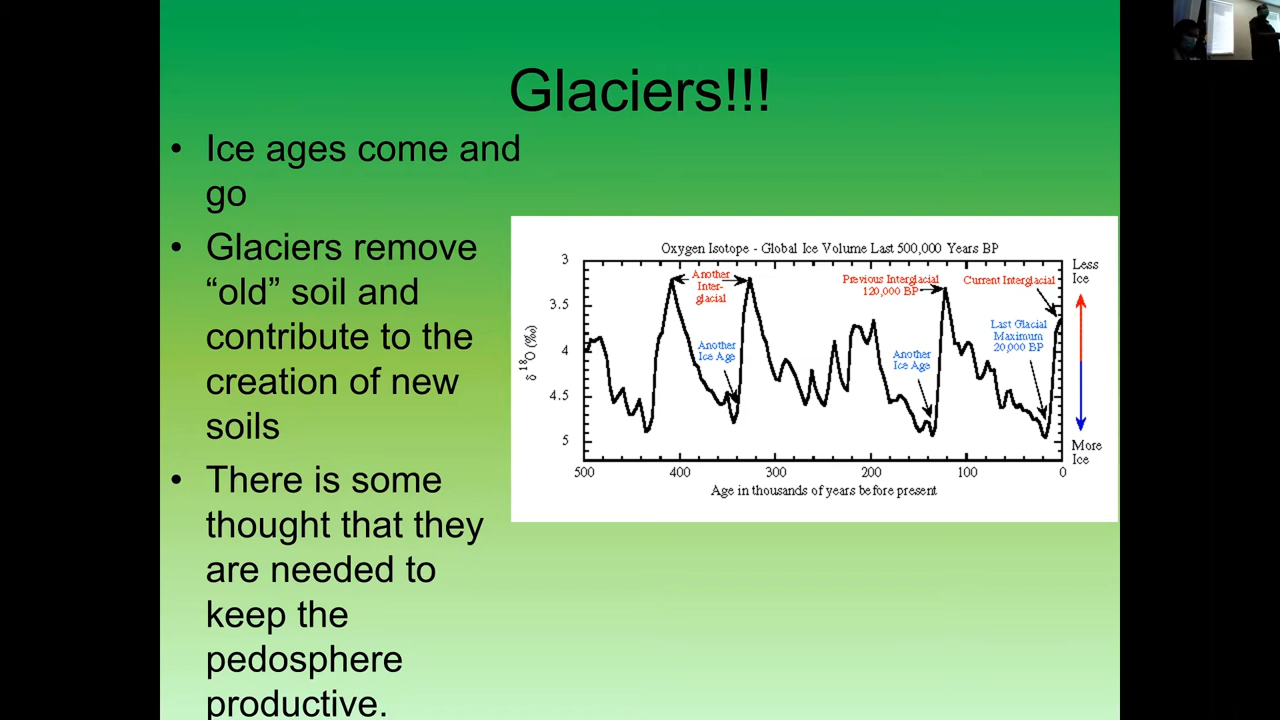 Glaciers!!!
• Ice ages come and
go
• Glaciers remove
“old” soil and
contribute to the
creation of new
soils
• There is some
thought that they
are needed to
keep the
pedosphere
productive.
Oxygen Isotope - Global Ice Volume Last 500,000 Years BP
3
3.5
4
4.5
5
δ 18O (‰)
Another
Inter-
glacial
Previous Interglacial
120,000 BP
Current Interglacial
Another
Ice Age
Another
Ice Age
Last Glacial
Maximum
20,000 BP
Less
Ice
More
Ice
500 400 300 200 100 0
Age in thousands of years before present